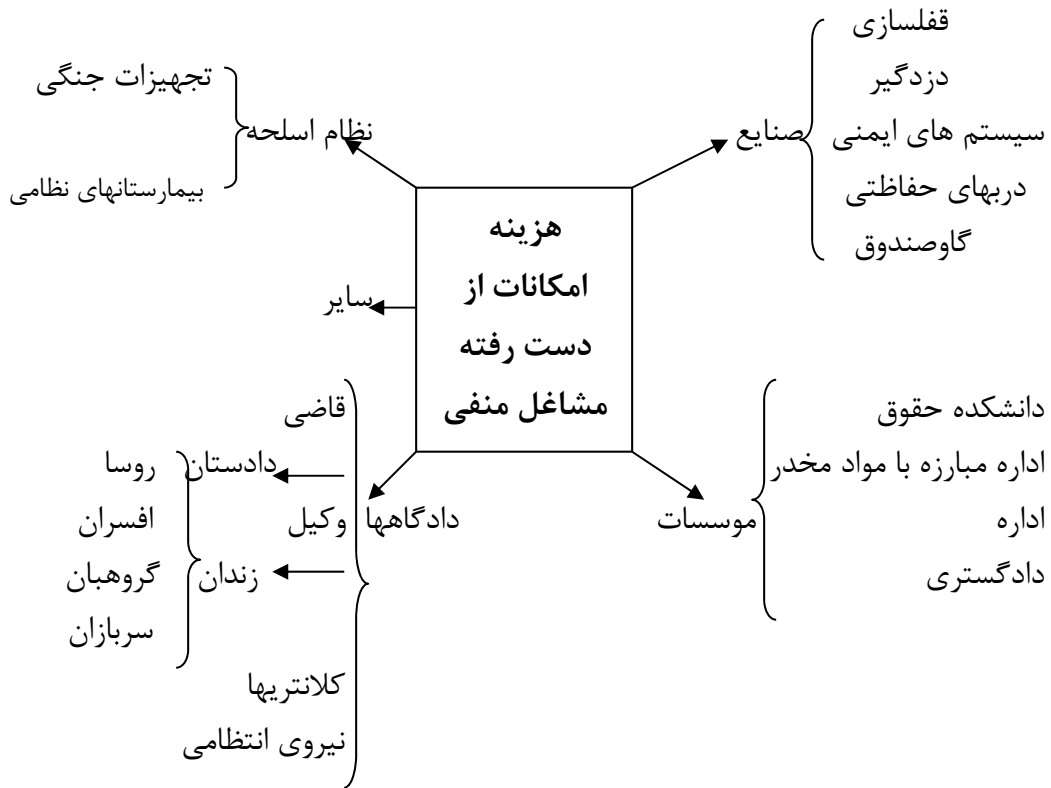 قفلسازی
دزدگیر
سیستم های ایمنی
دربهای حفاظتی
گاوصندوق
صنایع
تجهیزات جنگی
نظام اسلحه
بیمارستانهای نظامی
هزینه
امکانات از
دست رفته
مشاغل منفی
سایر
دانشکده حقوق
اداره مبارزه با مواد مخدر
اداره
دادگستری
موسسات
دادگاهها
قاضی
دادستان
وکیل
زندان
کلانتریها
نیروی انتظامی
روسا
افسران
گروهبان
سربازان